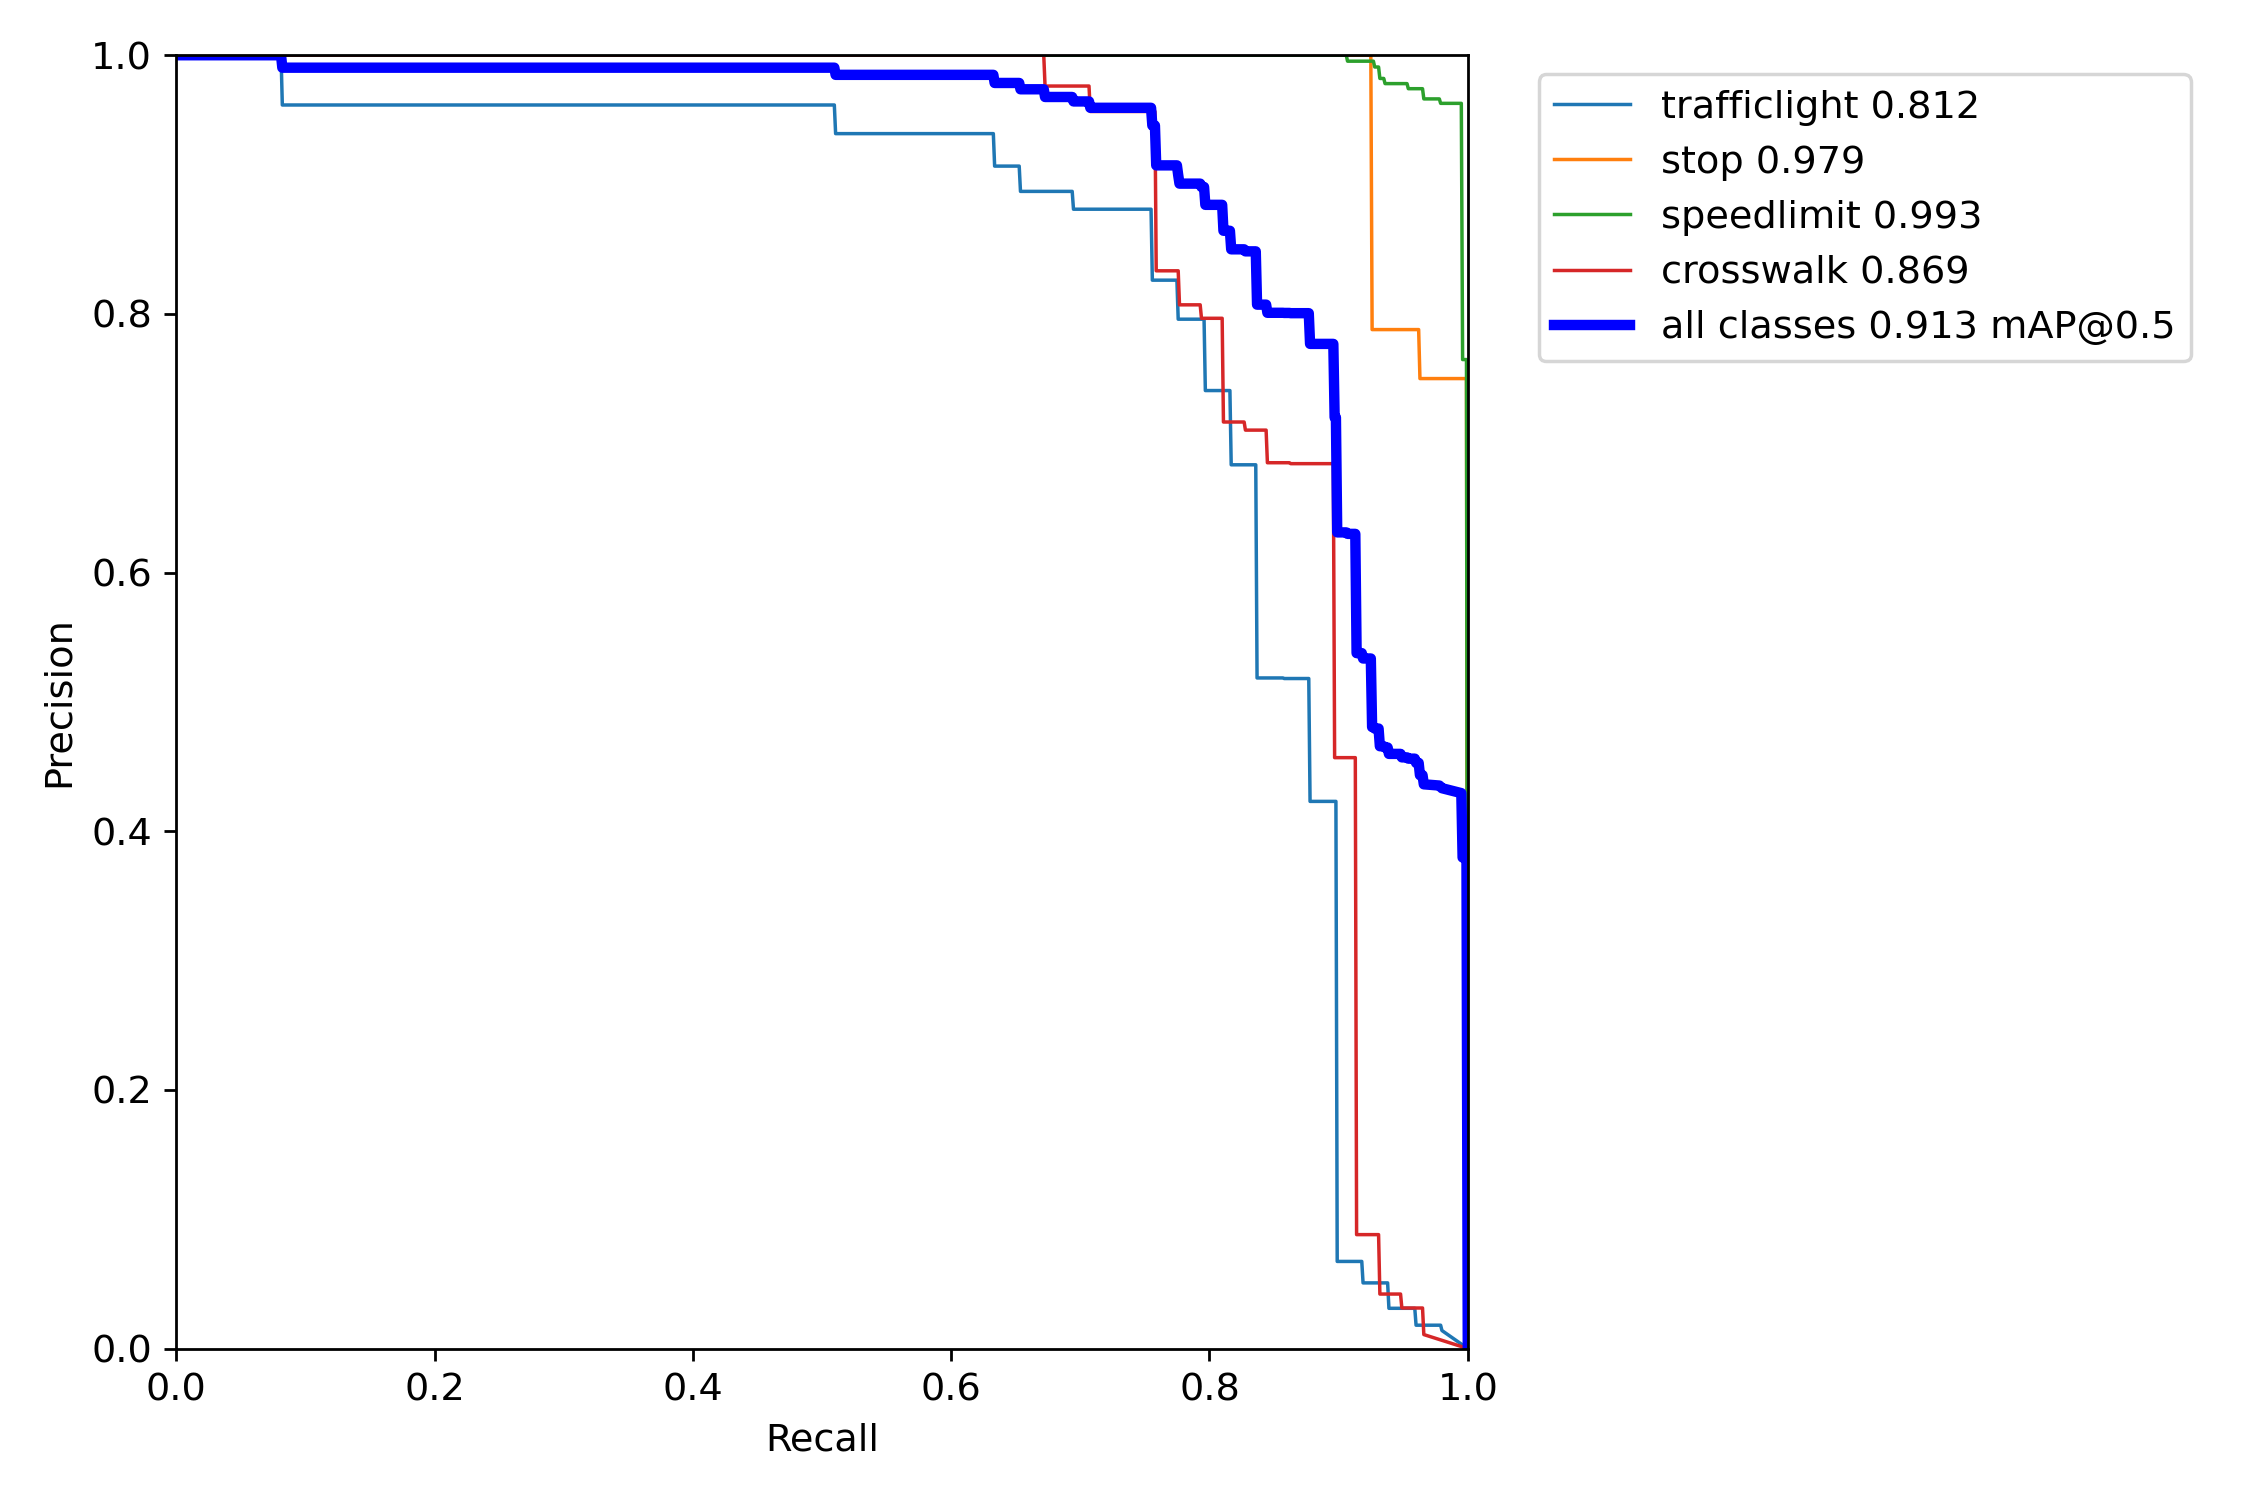 1.0
0.8
0.6
0.4
0.2
0.0
Precision
0.0 0.2 0.4 0.6 0.8 1.0
Recall
trafficlight 0.812
stop 0.979
speedlimit 0.993
crosswalk 0.869
all classes 0.913 mAP@0.5